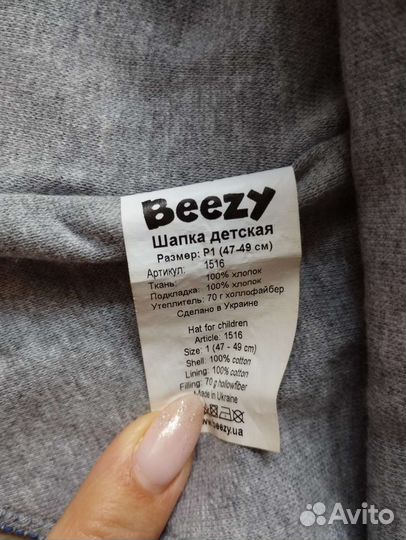 Beezy
Шапка детская
Размер: Р1 (47-49 см)
Артикул: 1516
Ткань: 100% хлопок
Подкладка: 100% хлопок
Утеплитель: 70 г холлофайбер
Сделано в Украине
Hat for children
Article: 1516
Size: 1 (47 - 49 cm)
Shell: 100% cotton
Lining: 100% cotton
Filling: 70 g hollowfiber
Made in Ukraine
beezy.ua
Avito